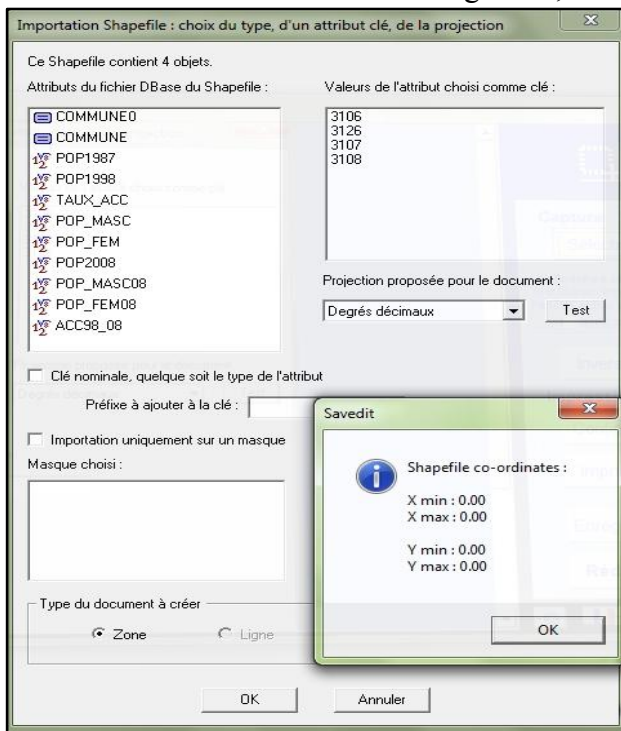 Importation Shapefile : choix du type, d'un attribut clé, de la projection
Ce Shapefile contient 4 objets.
Attributs du fichier DBase du Shapefile :
COMMUNE0
COMMUNE
POP1987
POP1998
TAUX_ACC
POP_MASC
POP_FEM
POP2008
POP_MASC08
POP_FEM08
ACC98_08
Valeurs de l'attribut choisi comme clé :
3106
3126
3107
3108
Projection proposée pour le document :
Degrés décimaux
Test
Clé nominale, quelque soit le type de l'attribut
Préfixe à ajouter à la clé :
Importation uniquement sur un masque
Masque choisi :
Type du document à créer
Zone
Ligne
OK
Annuler
Savedit
Shapefile co-ordinates :
X min : 0.00
X max : 0.00
Y min : 0.00
Y max : 0.00
OK